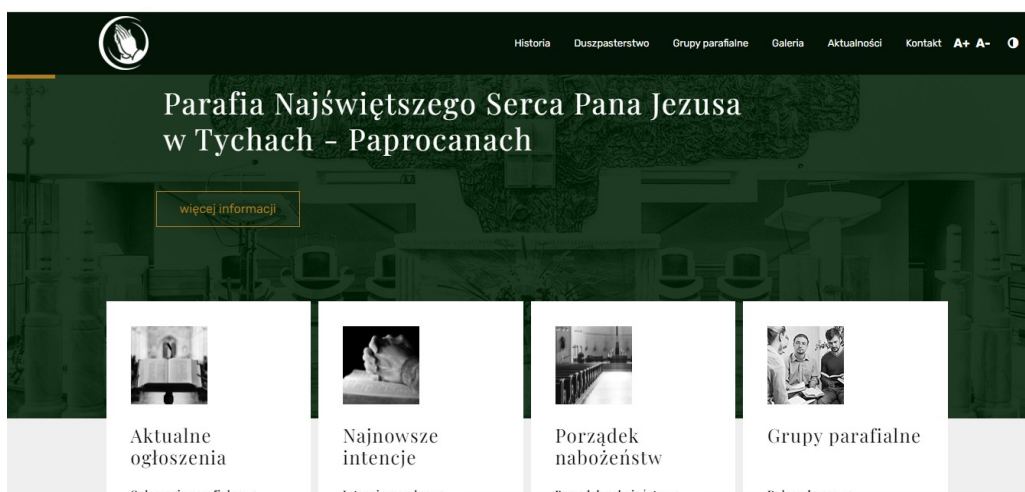 Historia Duszpasterstwo Grupy parafialne Galeria Aktualności Kontakt A+ A-
Parafia Najświętszego Serca Pana Jezusa
w Tychach - Paprocanach
więcej informacji
Aktualne
ogłoszenia
Najnowsze
intencje
Porządek
nabożeństw
Grupy parafialne